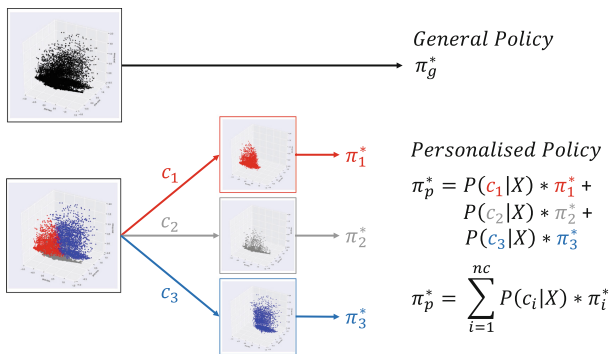 General Policy
π*g
c1
π*1
c2
π*2
c3
π*3
Personalised Policy
π*p = P(c1|X) * π*1 +
P(c2|X) * π*2 +
P(c3|X) * π*3
π*p = ∑ nc i=1 P(ci|X) * π*i